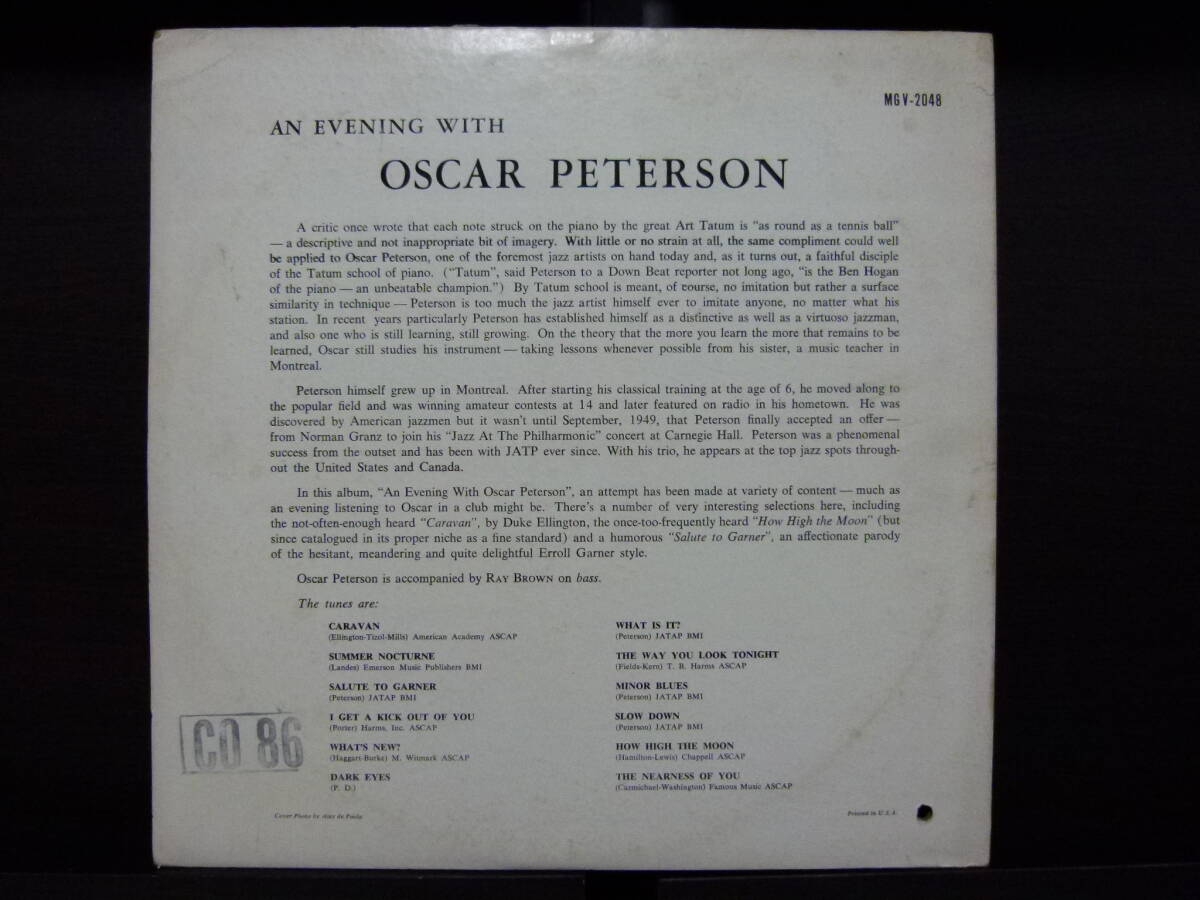 MGV-2048
AN EVENING WITH
OSCAR PETERSON
A critic once wrote that each note struck on the piano by the great Art Tatum is “as round as a tennis ball”
— a descriptive and not inappropriate bit of imagery. With little or no strain at all, the same compliment could well
be applied to Oscar Peterson, one of the foremost jazz artists on hand today and, as it turns out, a faithful disciple
of the Tatum school of piano. (“Tatum”, said Peterson to a Down Beat reporter not long ago, “is the Ben Hogan
of the piano — an unbeatable champion.”) By Tatum school is meant, of course, no imitation but rather a surface
similarity in technique — Peterson is too much the jazz artist himself ever to imitate anyone, no matter what his
station. In recent years particularly Peterson has established himself as a distinctive as well as a virtuoso jazzman,
and also one who is still learning, still growing. On the theory that the more you learn the more that remains to be
learned, Oscar still studies his instrument — taking lessons whenever possible from his sister, a music teacher in
Montreal.
Peterson himself grew up in Montreal. After starting his classical training at the age of 6, he moved along to
the popular field and was winning amateur contests at 14 and later featured on radio in his hometown. He was
discovered by American jazzmen but it wasn’t until September, 1949, that Peterson finally accepted an offer —
from Norman Granz to join his “Jazz At The Philharmonic” concert at Carnegie Hall. Peterson was a phenomenal
success from the outset and has been with JATP ever since. With his trio, he appears at the top jazz spots through-
out the United States and Canada.
In this album, “An Evening With Oscar Peterson”, an attempt has been made at variety of content — much as
an evening listening to Oscar in a club might be. There’s a number of very interesting selections here, including
the not-often-enough heard “Caravan”, by Duke Ellington, the once-too-frequently heard “How High the Moon” (but
since catalogued in its proper niche as a fine standard) and a humorous “Salute to Garner”, an affectionate parody
of the hesitant, meandering and quite delightful Erroll Garner style.
Oscar Peterson is accompanied by RAY BROWN on bass.
The tunes are:
CARAVAN
(Ellington-Tizol-Mills) American Academy ASCAP
SUMMER NOCTURNE
(Landes) Emerson Music Publishers BMI
SALUTE TO GARNER
(Peterson) JATAP BMI
I GET A KICK OUT OF YOU
(Porter) Harms, Inc. ASCAP
WHAT’S NEW?
(Haggart-Burke) M. Witmark ASCAP
DARK EYES
(P. D.)
WHAT IS IT?
(Peterson) JATAP BMI
THE WAY YOU LOOK TONIGHT
(Fields-Kern) T. B. Harms ASCAP
MINOR BLUES
(Peterson) JATAP BMI
SLOW DOWN
(Peterson) JATAP BMI
HOW HIGH THE MOON
(Hamilton-Lewis) Chappell ASCAP
THE NEARNESS OF YOU
(Carmichael-Washington) Famous Music ASCAP
CO 86
Cover Photo by Alex de Paola
Printed in U.S.A.